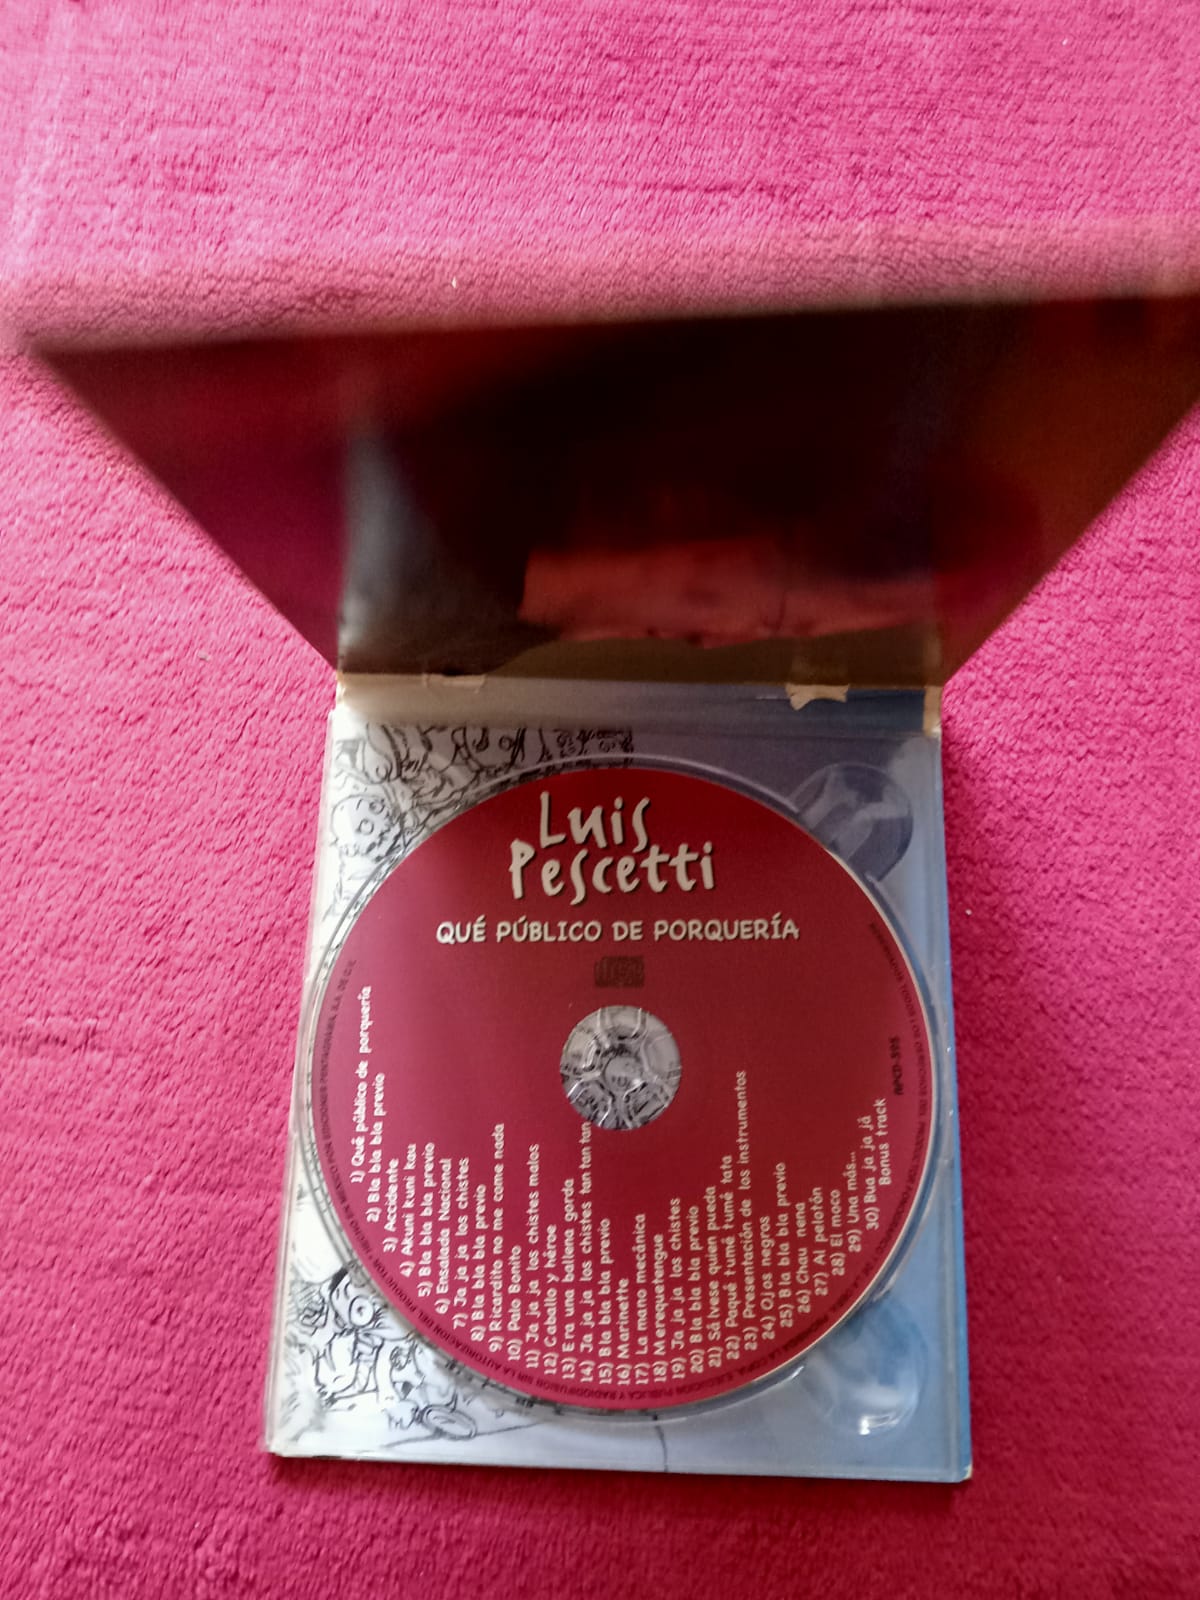 Luis
Pescetti
QUÉ PÚBLICO DE PORQUERÍA
1) Qué público de porquería
2) Bla bla bla previo
3) Accidente
4) Akuni kuni kau
5) Bla bla bla previo
6) Ensalada Nacional
7) Ja ja ja los chistes
8) Bla bla bla previo
9) Ricardito no me come nada
10) Palo Bonito
11) Ja ja ja los chistes malos
12) Caballo y héroe
13) Era una ballena gorda
14) Ja ja ja los chistes tan tan tan
15) Bla bla bla previo
16) Marinette
17) La mano mecánica
18) Merequetengue
19) Ja ja ja los chistes
20) Bla bla bla previo
21) Sálvese quien pueda
22) Paqué tumé tumé tata
23) Presentación de los instrumentos
24) Ojos negros
25) Bla bla bla previo
26) Chau nena
27) Al pelotón
28) El moco
29) Una más...
30) Bua ja ja já
Bonus track
APCD-595